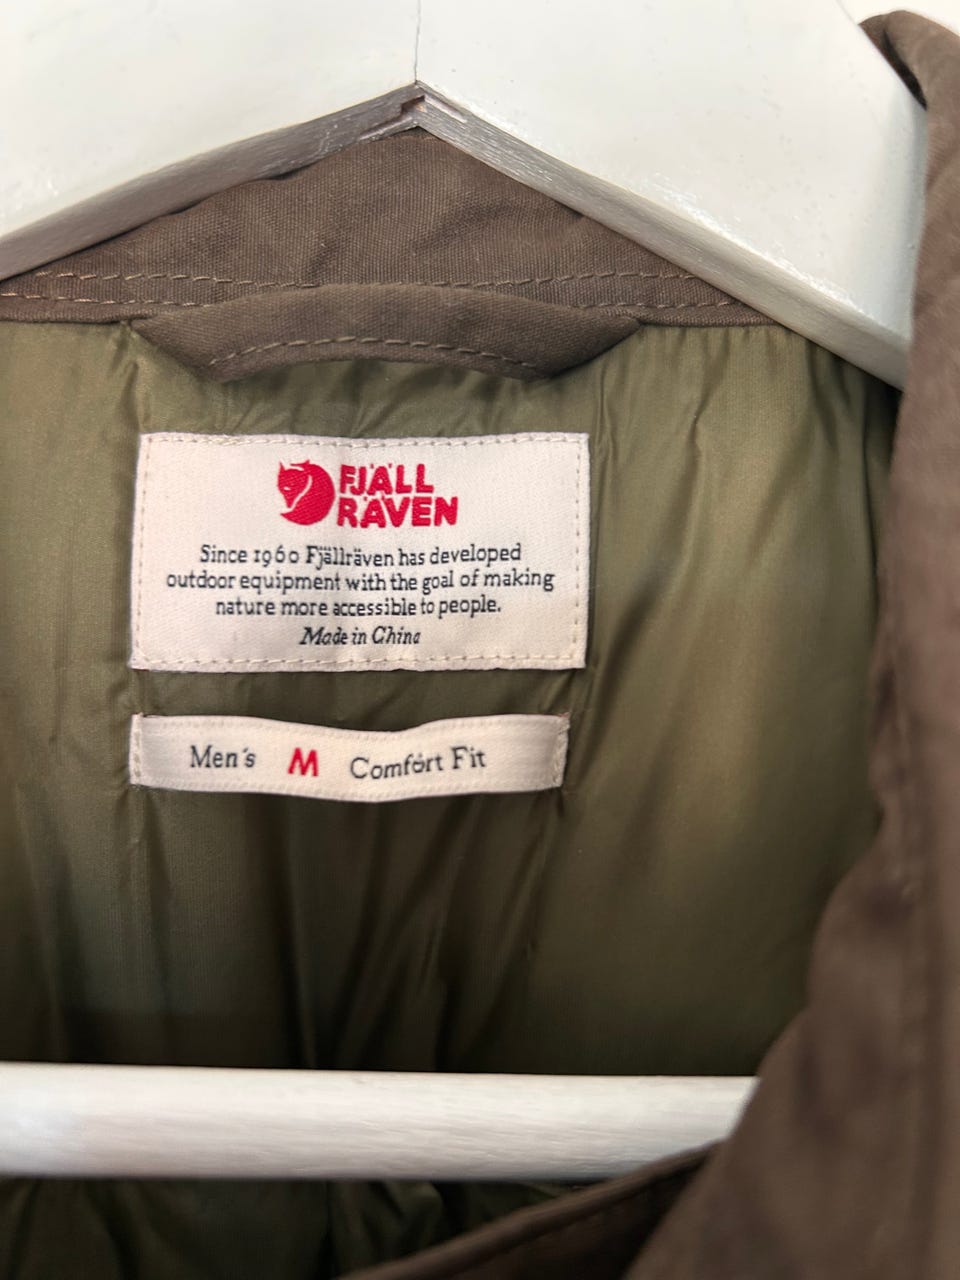 FJÄLL
RÄVEN
Since 1960 Fjällräven has developed
outdoor equipment with the goal of making
nature more accessible to people.
Made in China
Men´s M Comfort Fit